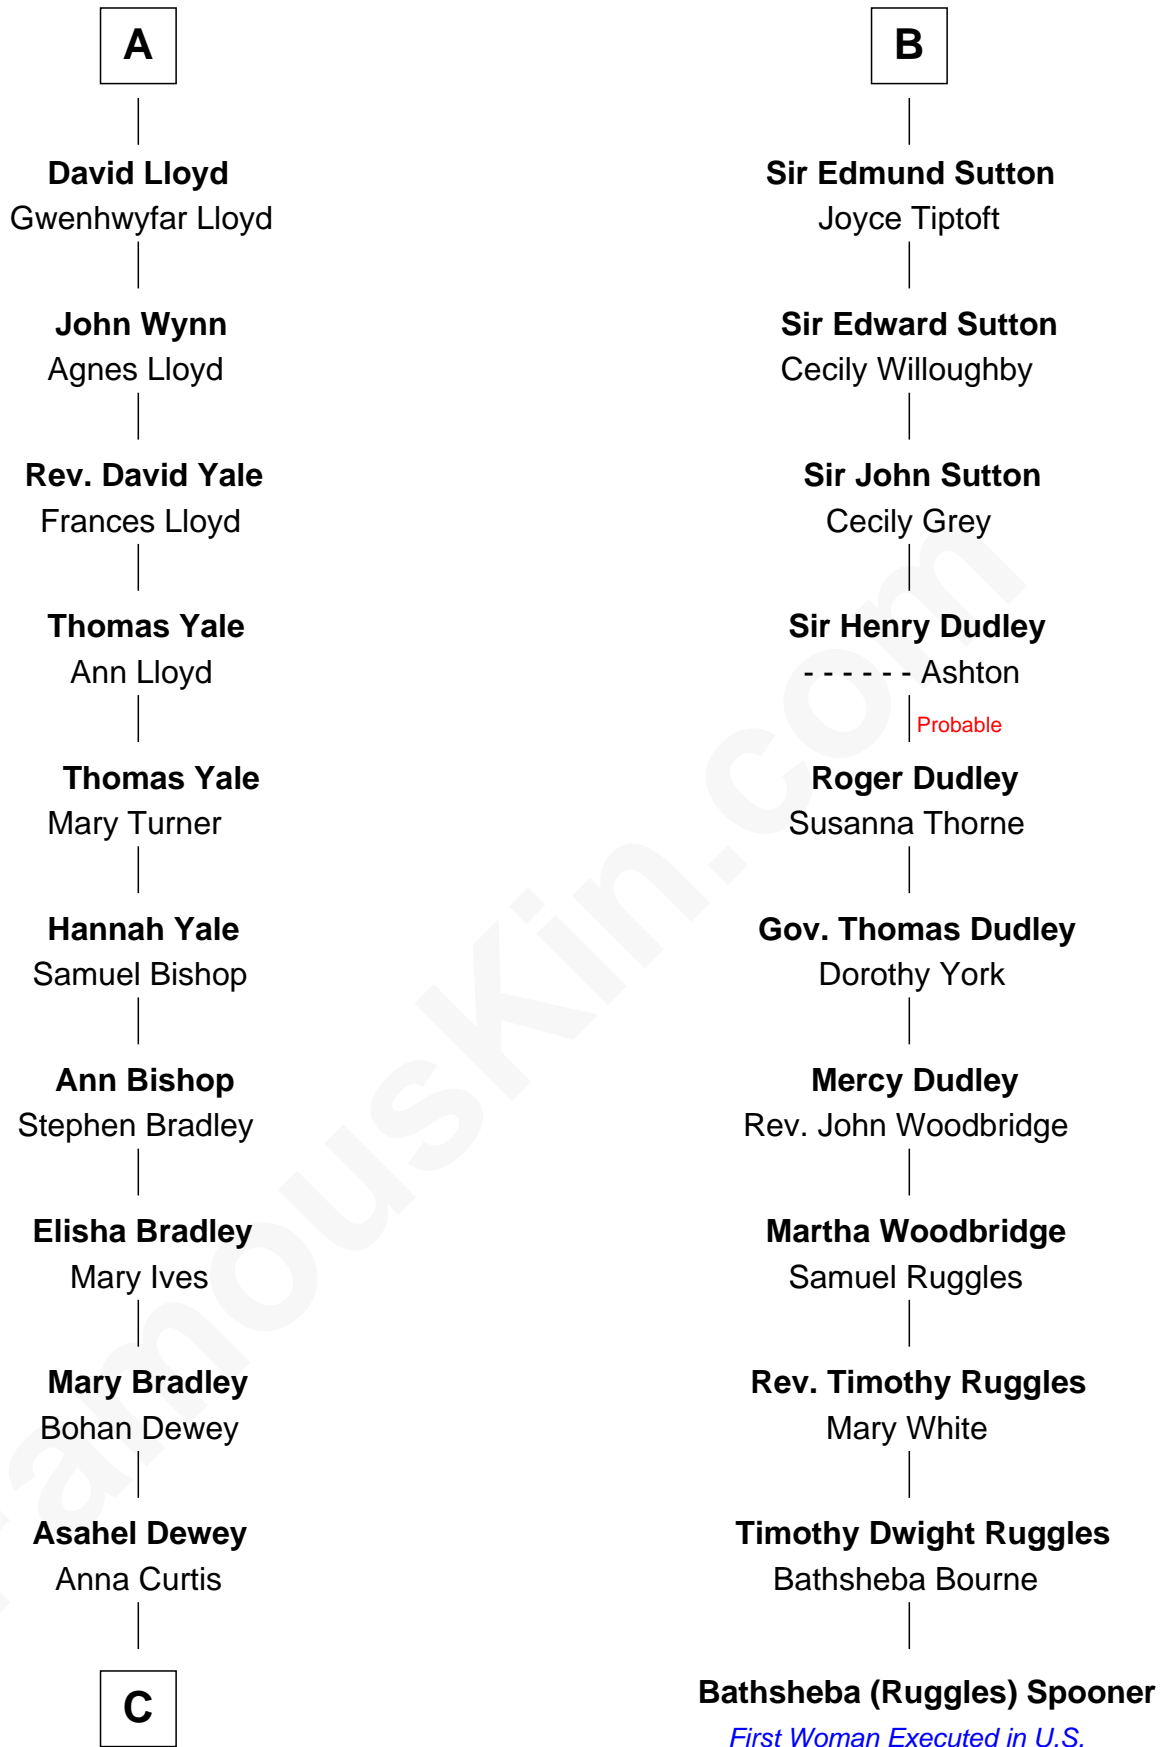 A
David Lloyd
Gwenhwyfar Lloyd
John Wynn
Agnes Lloyd
Rev. David Yale
Frances Lloyd
Thomas Yale
Ann Lloyd
Thomas Yale
Mary Turner
Hannah Yale
Samuel Bishop
Ann Bishop
Stephen Bradley
Elisha Bradley
Mary Ives
Mary Bradley
Bohan Dewey
Asahel Dewey
Anna Curtis
C
B
Sir Edmund Sutton
Joyce Tiptoft
Sir Edward Sutton
Cecily Willoughby
Sir John Sutton
Cecily Grey
Sir Henry Dudley
- - - - - - Ashton
Probable
Roger Dudley
Susanna Thorne
Gov. Thomas Dudley
Dorothy York
Mercy Dudley
Rev. John Woodbridge
Martha Woodbridge
Samuel Ruggles
Rev. Timothy Ruggles
Mary White
Timothy Dwight Ruggles
Bathsheba Bourne
Bathsheba (Ruggles) Spooner
First Woman Executed in U.S.
FamousKin.com